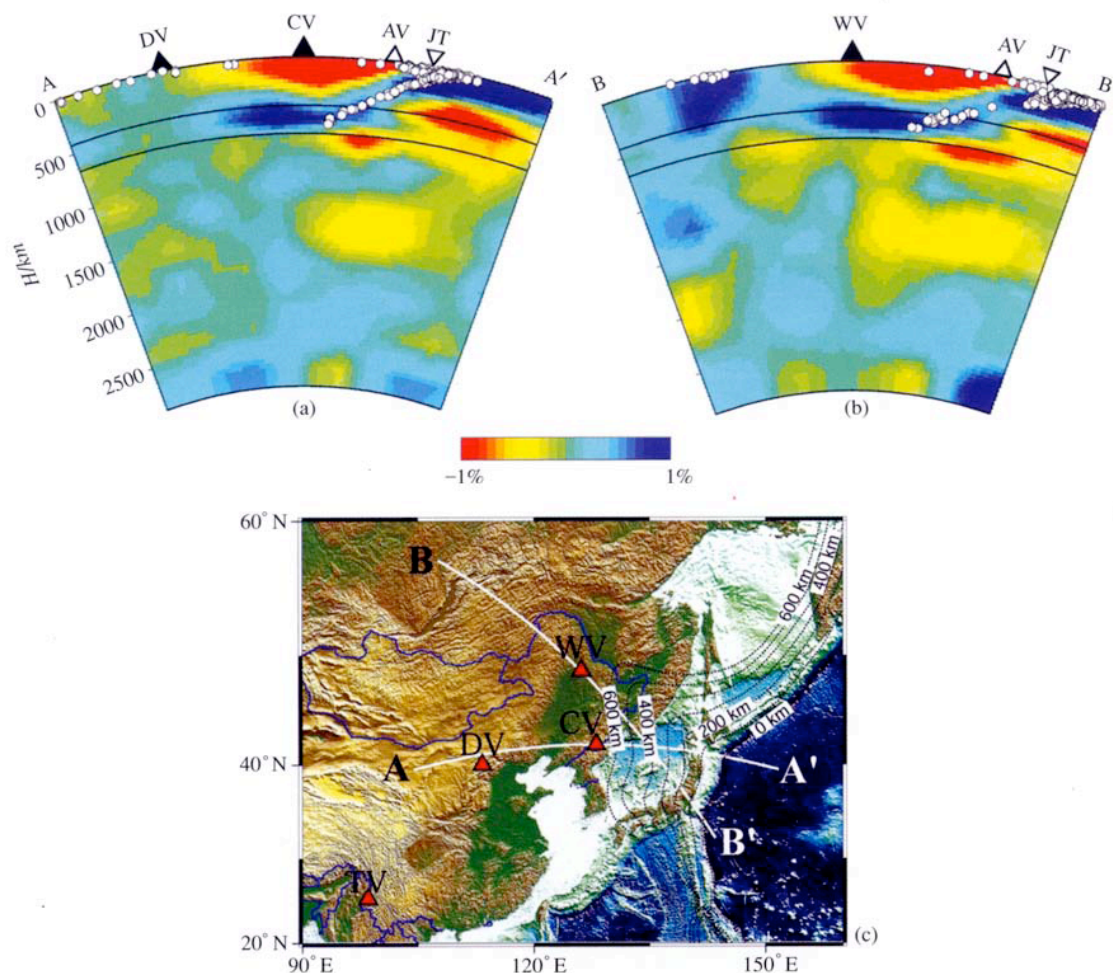 DV CV AV JT
A A′
0
500
1000
1500
2000
2500
H/km
(a)
WV AV JT
B B
(b)
−1% 1%
60°N
40°N
20°N
90°E 120°E 150°E
B
WV
CV
DV
A
A'
B'
TV
600 km
400 km
200 km
0 km
600 km
400 km
(c)